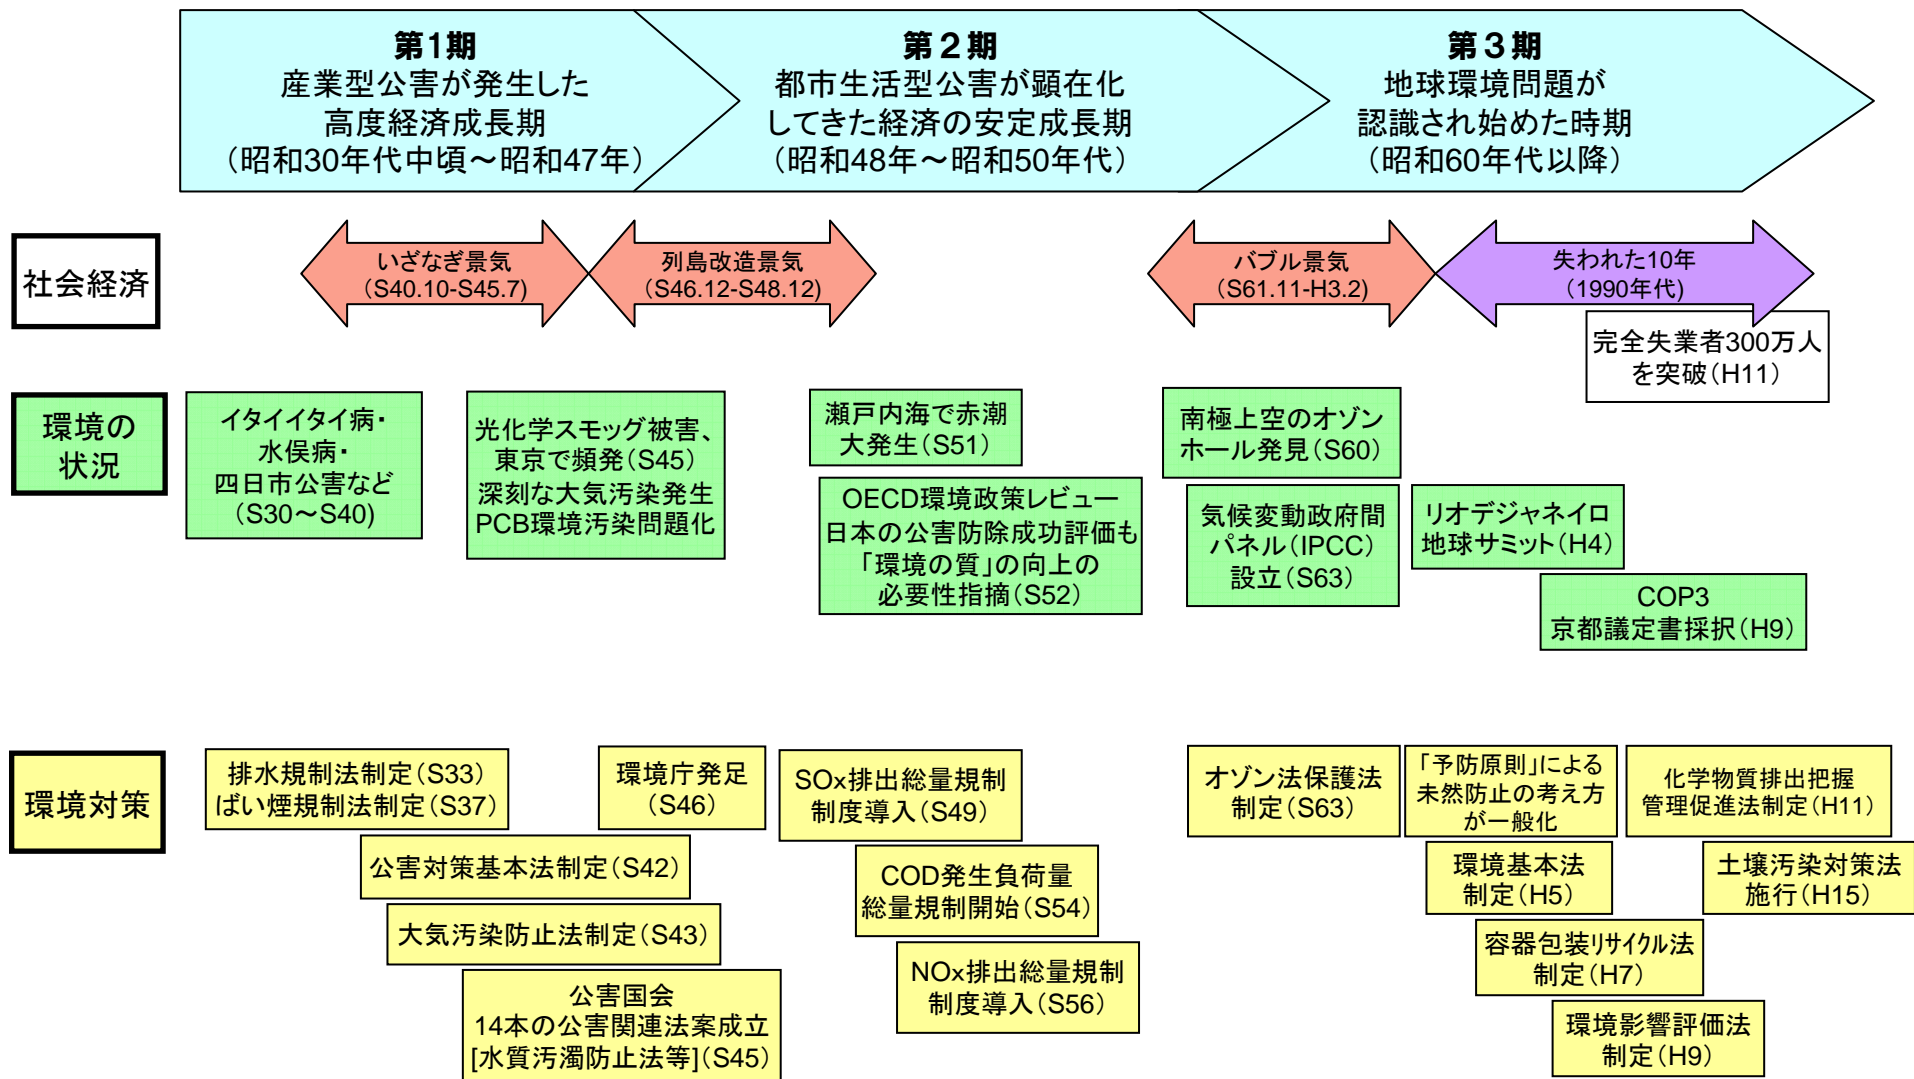 第1期
産業型公害が発生した
高度経済成長期
（昭和30年代中頃～昭和47年）
第２期
都市生活型公害が顕在化
してきた経済の安定成長期
（昭和48年～昭和50年代）
第３期
地球環境問題が
認識され始めた時期
（昭和60年代以降）
社会経済
いざなぎ景気
（S40.10-S45.7)
列島改造景気
（S46.12-S48.12)
バブル景気
（S61.11-H3.2)
失われた10年
（1990年代)
完全失業者300万人
を突破（H11）
環境の
状況
イタイイタイ病・
水俣病・
四日市公害など
（S30～S40)
光化学スモッグ被害、
東京で頻発（S45）
深刻な大気汚染発生
PCB環境汚染問題化
瀬戸内海で赤潮
大発生（S51）
OECD環境政策レビュー
日本の公害防除成功評価も
「環境の質」の向上の
必要性指摘（S52）
南極上空のオゾン
ホール発見（S60）
気候変動政府間
パネル（IPCC）
設立（S63）
リオデジャネイロ
地球サミット（H4）
COP3
京都議定書採択（H9）
環境対策
排水規制法制定（S33）
ばい煙規制法制定（S37）
環境庁発足
（S46）
SOx排出総量規制
制度導入（S49）
オゾン法保護法
制定（S63）
「予防原則」による
未然防止の考え方
が一般化
化学物質排出把握
管理促進法制定（H11）
公害対策基本法制定（S42）
COD発生負荷量
総量規制開始（S54）
環境基本法
制定（H5）
土壌汚染対策法
施行（H15）
大気汚染防止法制定（S43）
容器包装リサイクル法
制定（H7）
NOx排出総量規制
制度導入（S56）
公害国会
14本の公害関連法案成立
[水質汚濁防止法等]（S45）
環境影響評価法
制定（H9）